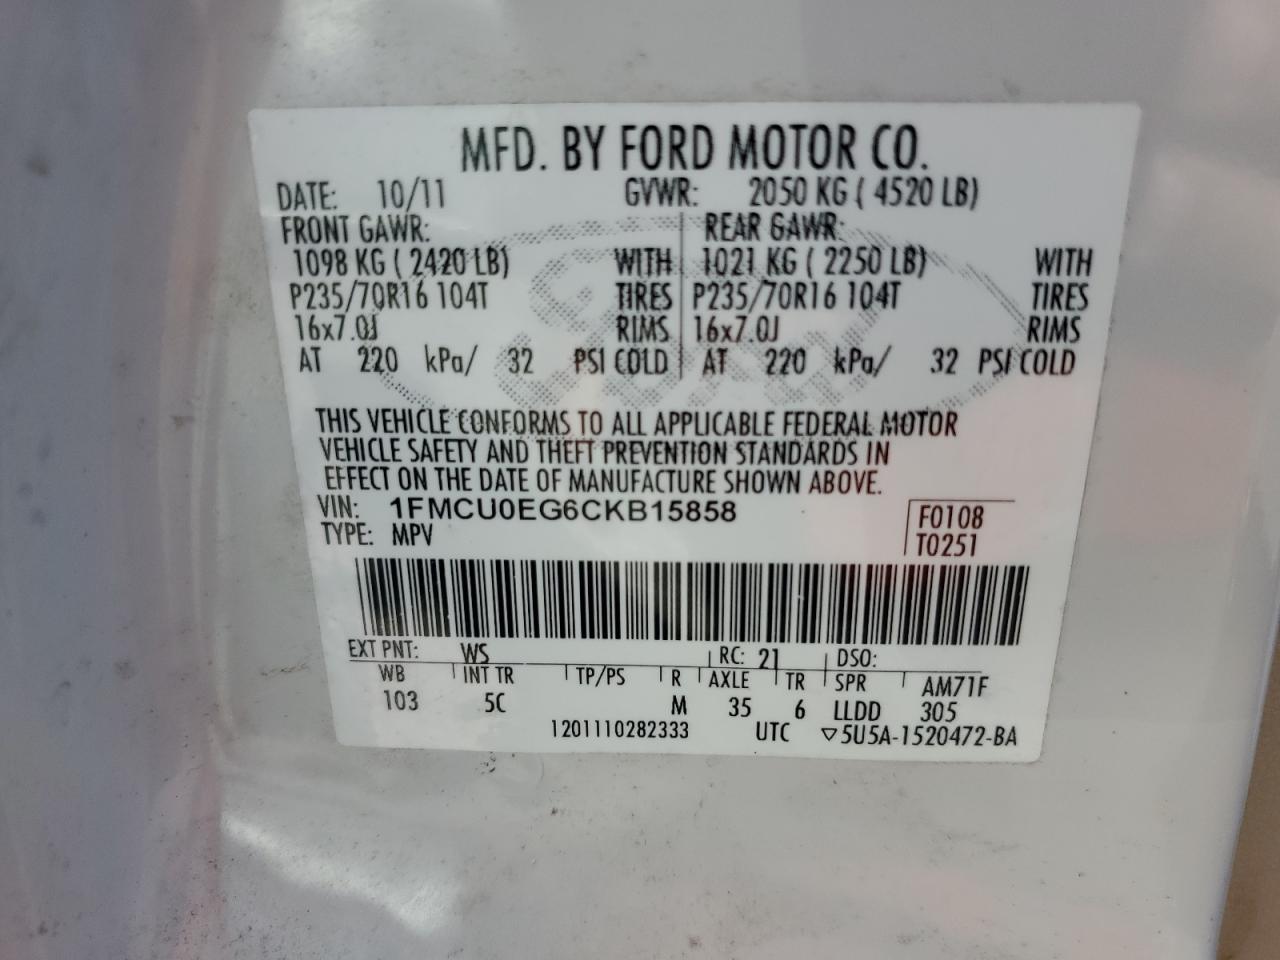 MFD. BY FORD MOTOR CO.
DATE: 10/11 GVWR: 2050 KG ( 4520 LB)
FRONT GAWR: REAR GAWR:
1098 KG ( 2420 LB) WITH 1021 KG ( 2250 LB) WITH
P235/70R16 104T TIRES P235/70R16 104T TIRES
16x7.0J RIMS 16x7.0J RIMS
AT 220 kPa/ 32 PSI COLD AT 220 kPa/ 32 PSI COLD
THIS VEHICLE CONFORMS TO ALL APPLICABLE FEDERAL MOTOR
VEHICLE SAFETY AND THEFT PREVENTION STANDARDS IN
EFFECT ON THE DATE OF MANUFACTURE SHOWN ABOVE.
VIN: 1FMCU0EG6CKB15858 F0108
TYPE: MPV T0251
EXT PNT: WS RC: 21 DSO:
WB INT TR TP/PS R AXLE TR SPR AM71F
103 5C M 35 6 LLDD 305
1201110282333 UTC ▽5U5A-1520472-BA